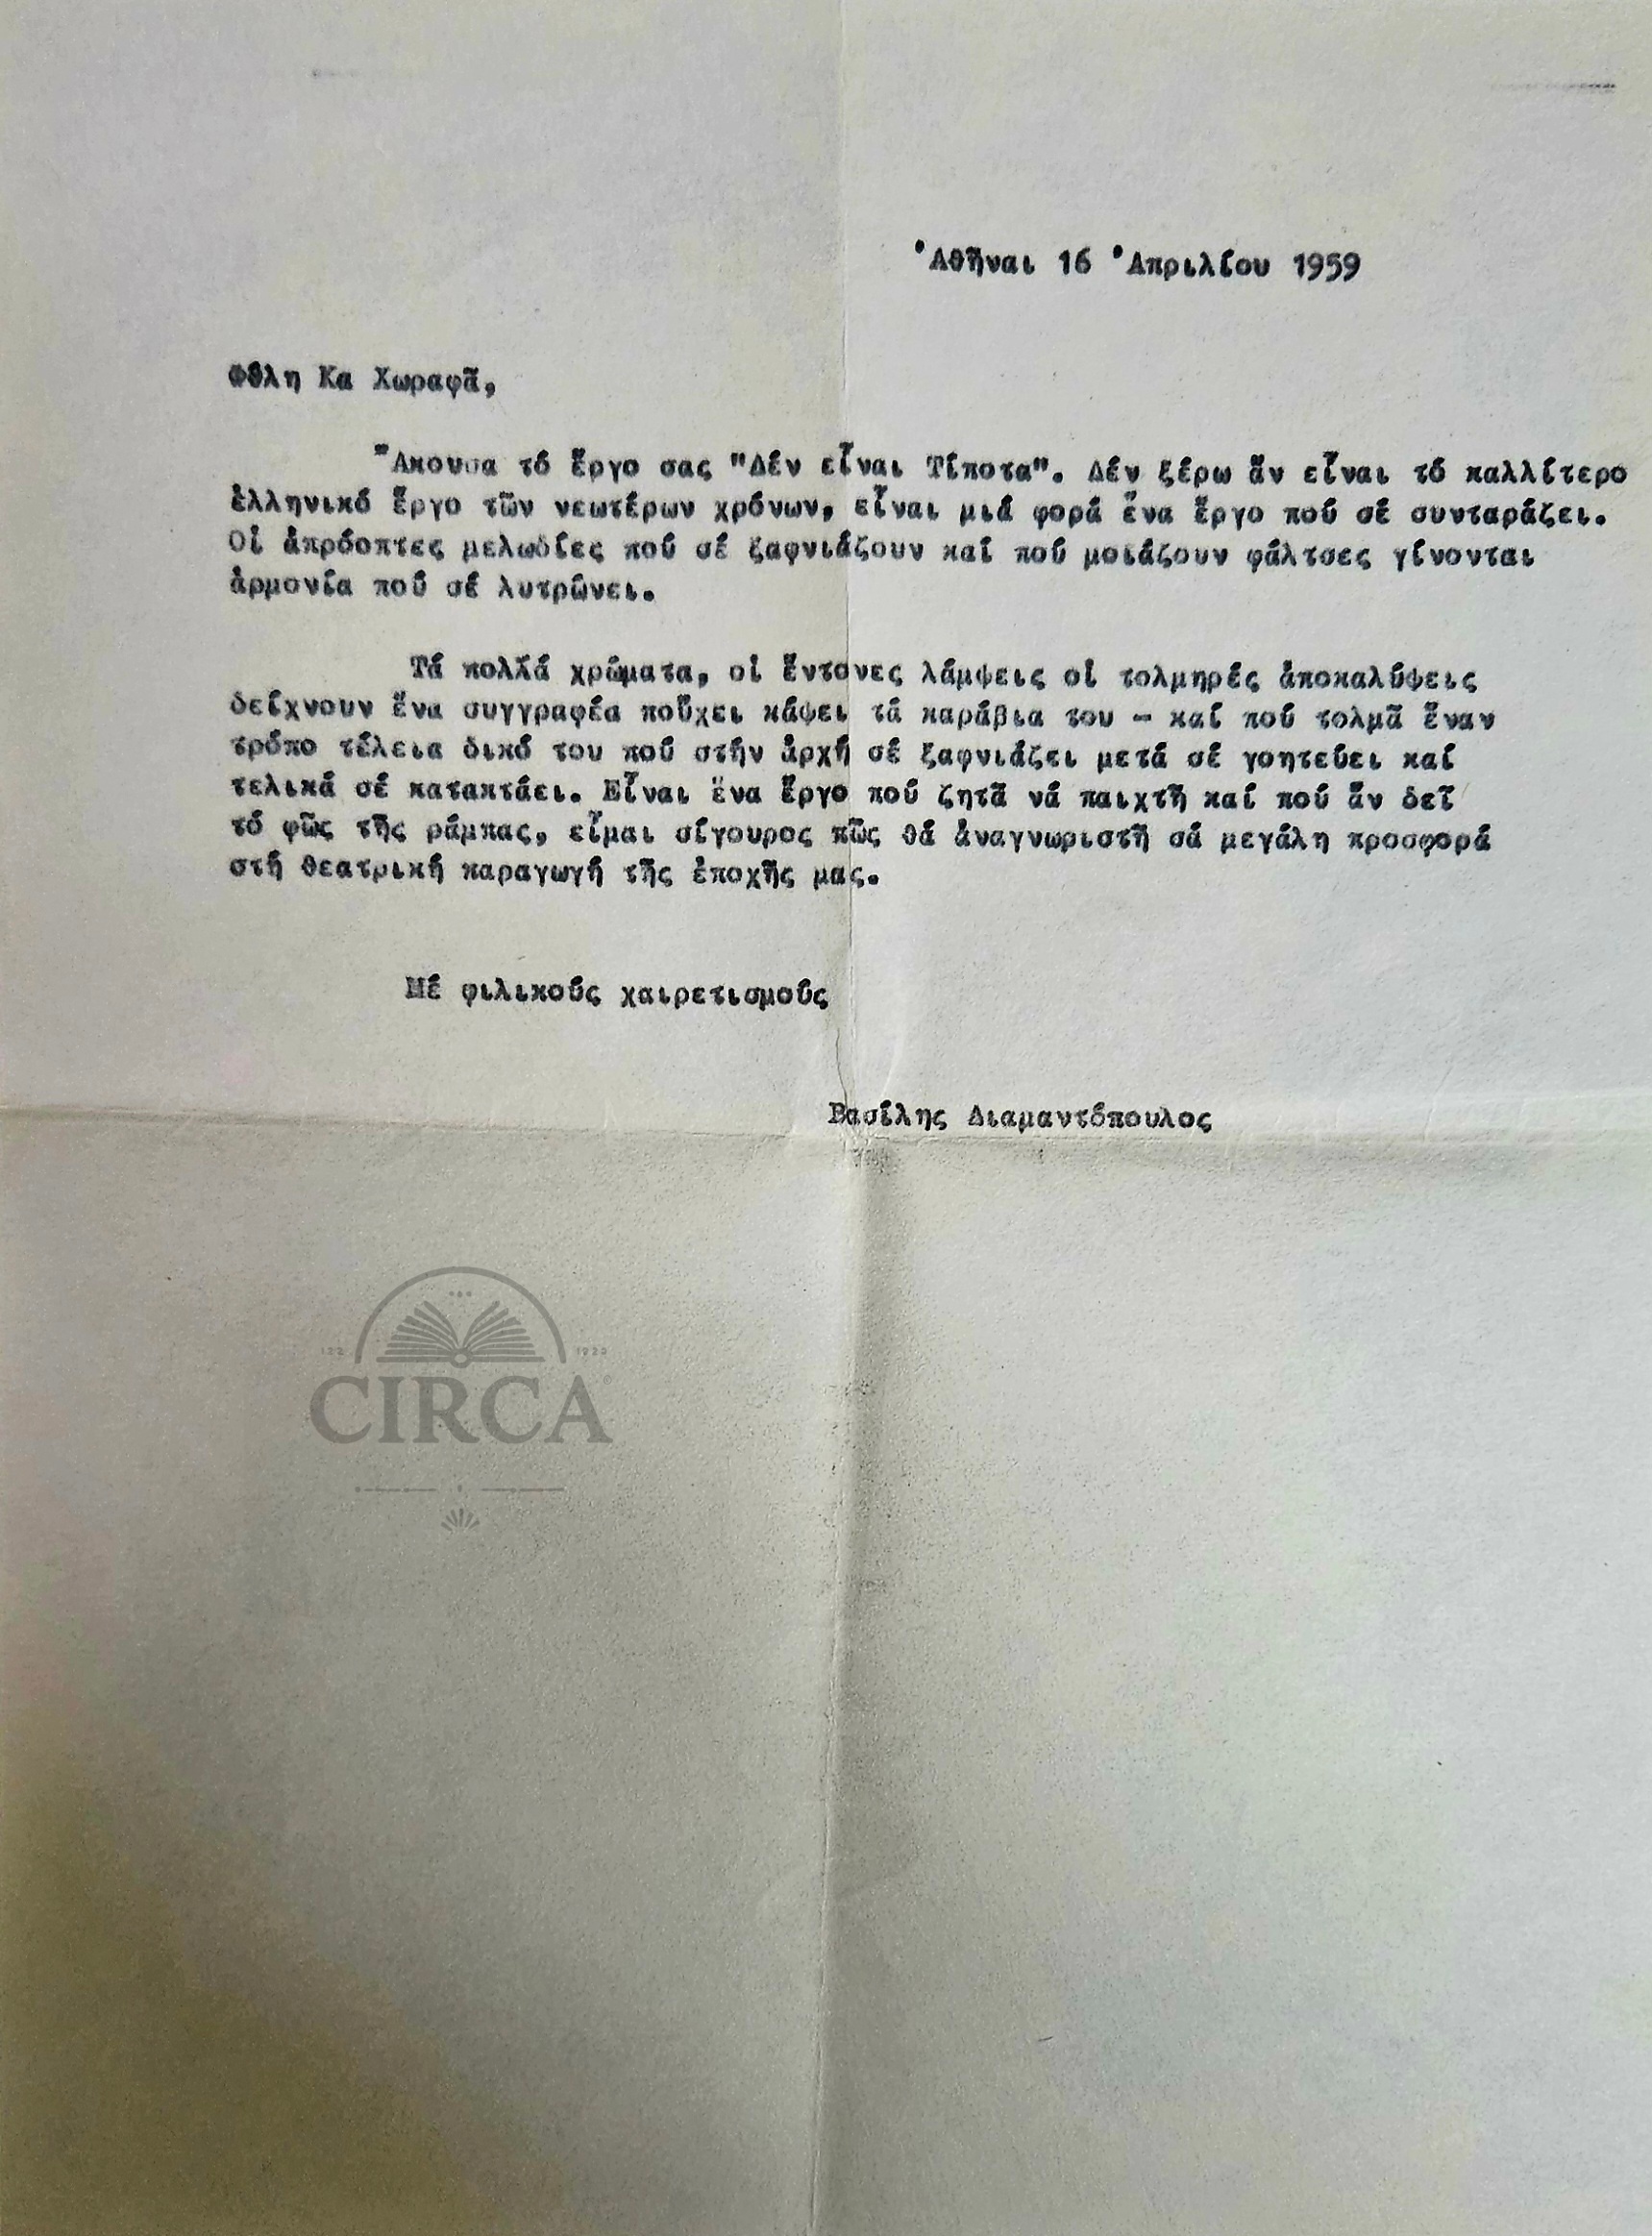 Ἀθῆναι 16 Ἀπριλίου 1959
Φίλη Κα Χωραφᾶ,
Ἄκουσα τό ἔργο σας "Δέν εἶναι Τίποτα". Δέν ξέρω ἄν εἶναι τό καλλίτερο
ἑλληνικό ἔργο τῶν νεωτέρων χρόνων, εἶναι μιά φορά ἕνα ἔργο πού σέ συνταράζει.
Οἱ ἀπρόοπτες μελωδίες πού σέ ξαφνιάζουν καί πού μοιάζουν φάλτσες γίνονται
ἁρμονία πού σέ λυτρώνει.
Τά πολλά χρώματα, οἱ ἔντονες λάμψεις οἱ τολμηρές ἀποκαλύψεις
δείχνουν ἕνα συγγραφέα ποὔχει κάψει τά καράβια του - καί πού τολμᾶ ἕναν
τρόπο τέλεια δικό του πού στήν ἀρχή σέ ξαφνιάζει μετά σέ γοητεύει καί
τελικά σέ κατακτάει. Εἶναι ἕνα ἔργο πού ζητᾶ νά παιχτῆ καί πού ἄν δεῖ
τό φῶς τῆς ράμπας, εἶμαι σίγουρος πῶς θά ἀναγνωριστῆ σά μεγάλη προσφορά
στή θεατρική παραγωγή τῆς ἐποχῆς μας.
Μέ φιλικούς χαιρετισμούς
Βασίλης Διαμαντόπουλος
CIRCA